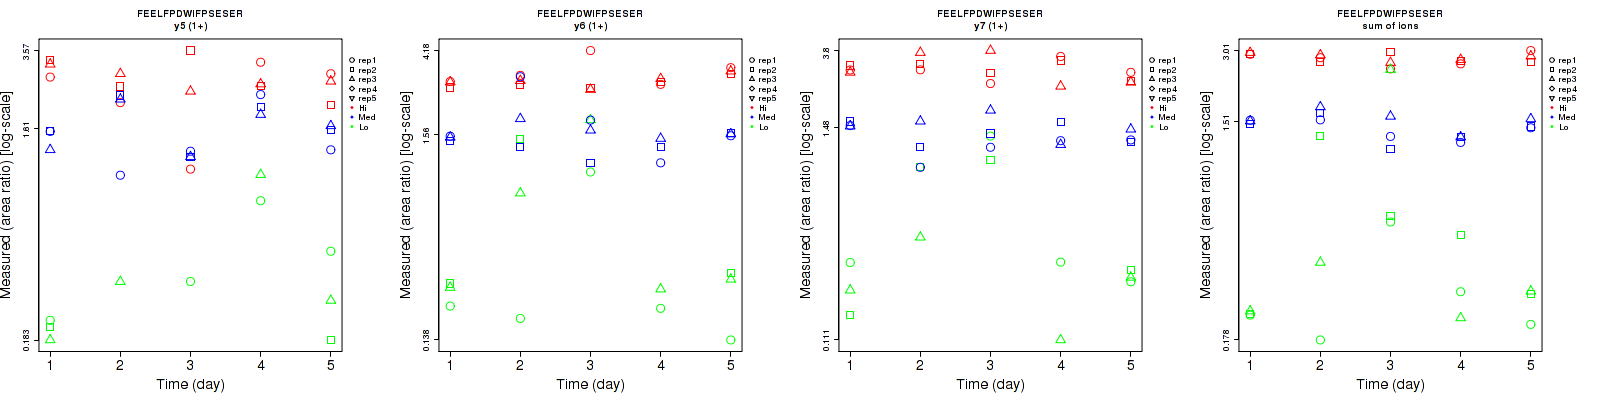 FEELFPDWIFPSESER
y5 (1+)
Measured (area ratio) [log-scale]
3.57
1.61
0.183
1 2 3 4 5
Time (day)
rep1
rep2
rep3
rep4
rep5
Hi
Med
Lo
FEELFPDWIFPSESER
y6 (1+)
Measured (area ratio) [log-scale]
4.18
1.56
0.138
1 2 3 4 5
Time (day)
rep1
rep2
rep3
rep4
rep5
Hi
Med
Lo
FEELFPDWIFPSESER
y7 (1+)
Measured (area ratio) [log-scale]
3.8
1.48
0.111
1 2 3 4 5
Time (day)
rep1
rep2
rep3
rep4
rep5
Hi
Med
Lo
FEELFPDWIFPSESER
sum of ions
Measured (area ratio) [log-scale]
3.01
1.51
0.178
1 2 3 4 5
Time (day)
rep1
rep2
rep3
rep4
rep5
Hi
Med
Lo